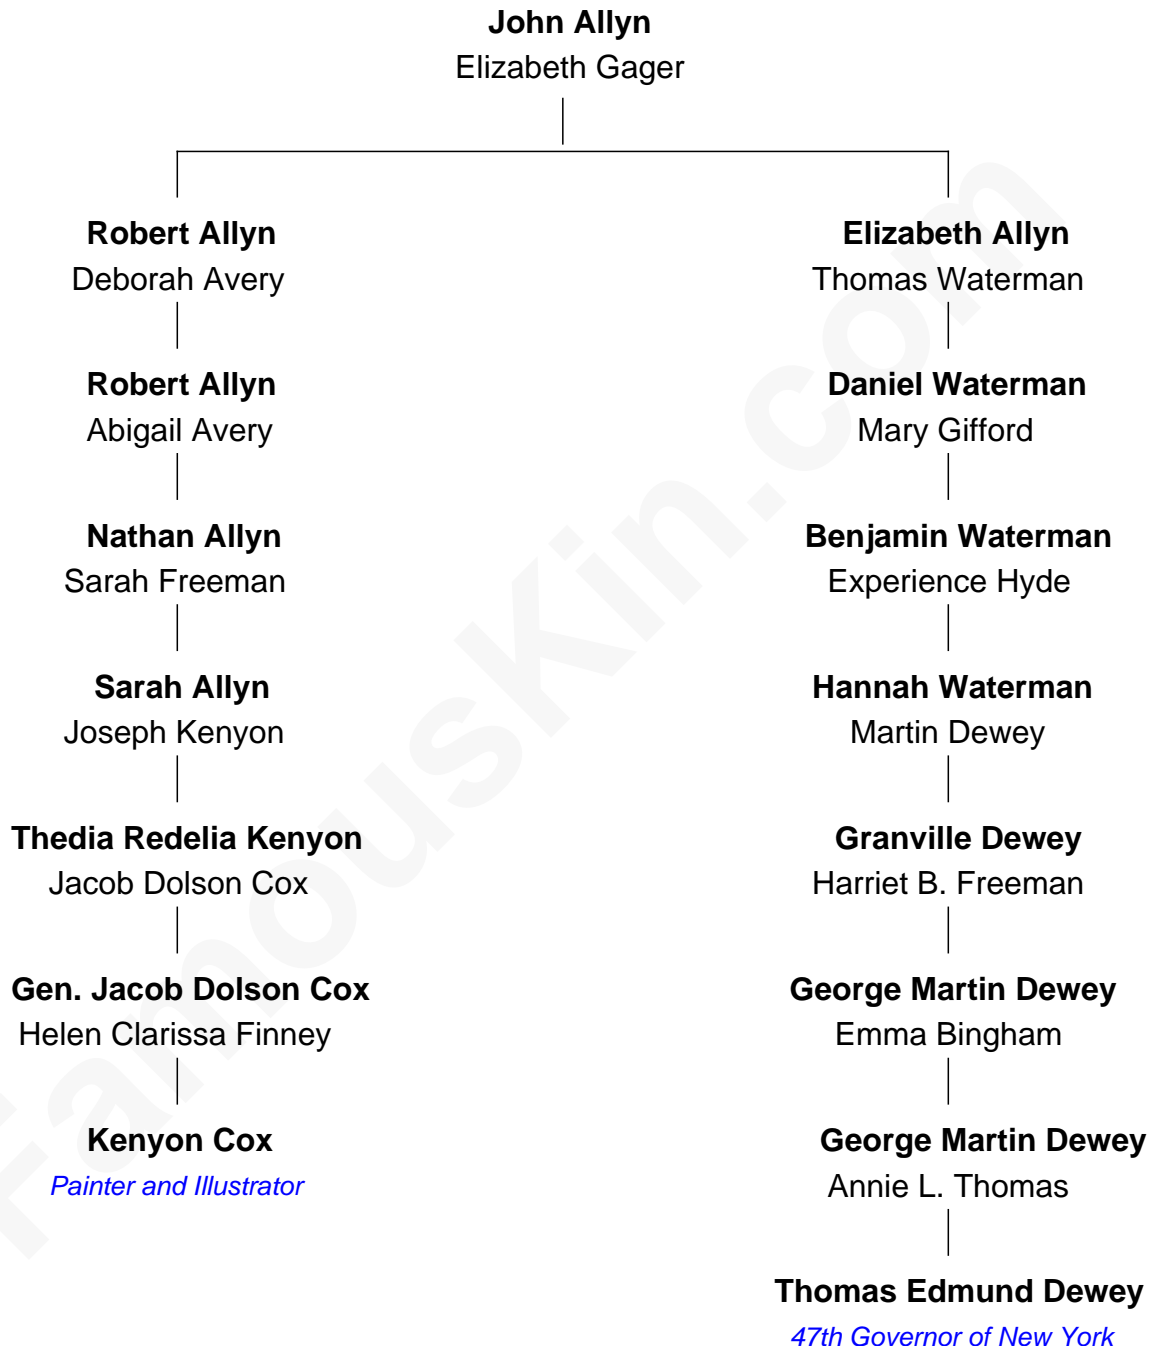 John Allyn
Elizabeth Gager
Robert Allyn
Deborah Avery
Elizabeth Allyn
Thomas Waterman
Robert Allyn
Abigail Avery
Daniel Waterman
Mary Gifford
Nathan Allyn
Sarah Freeman
Benjamin Waterman
Experience Hyde
Sarah Allyn
Joseph Kenyon
Hannah Waterman
Martin Dewey
Thedia Redelia Kenyon
Jacob Dolson Cox
Granville Dewey
Harriet B. Freeman
Gen. Jacob Dolson Cox
Helen Clarissa Finney
George Martin Dewey
Emma Bingham
Kenyon Cox
Painter and Illustrator
George Martin Dewey
Annie L. Thomas
Thomas Edmund Dewey
47th Governor of New York
FamousKin.com